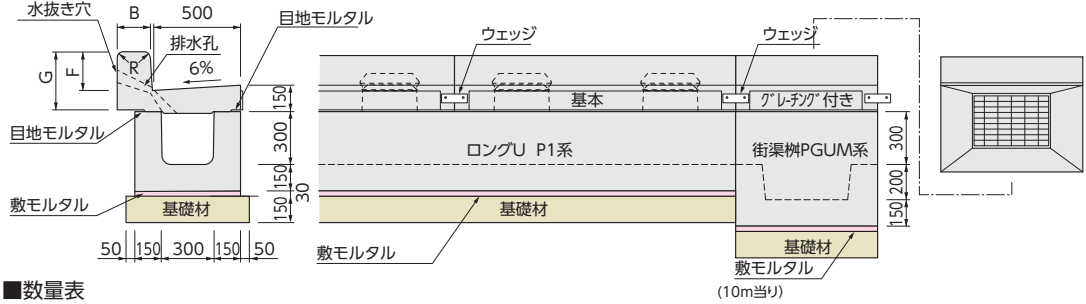 水抜き穴
B
500
目地モルタル
排水孔
G
F
R
6%
150
目地モルタル
300
150
30
150
敷モルタル
基礎材
50
150
300
150
50
ウェッジ
ウェッジ
基本
グレーチング付き
ロングU P1系
街渠桝PGUM系
300
200
150
基礎材
敷モルタル
基礎材
敷モルタル
■数量表
(10m当り)